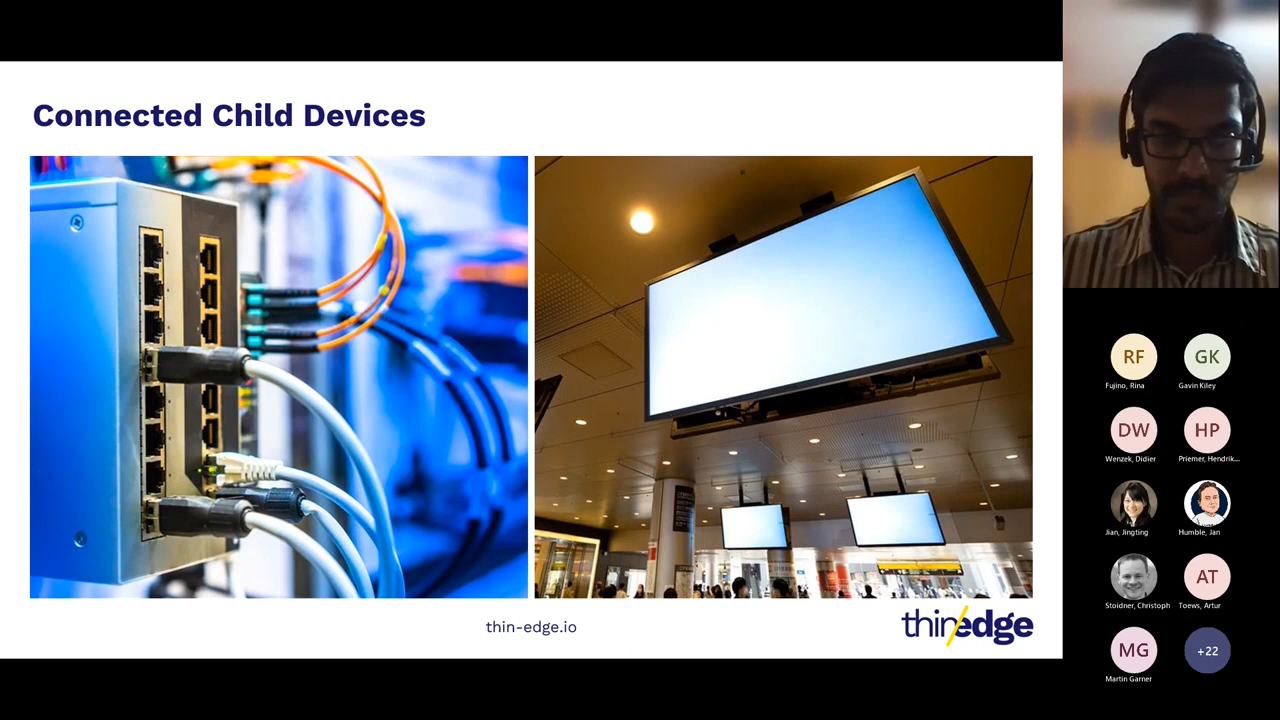 Connected Child Devices
thin-edge.io
thin/edge
RF
GK
Fujino, Rina
Gavin Kiley
DW
HP
Wenzek, Didier
Priemer, Hendrik...
Jian, Jingting
Humble, Jan
AT
Stoidner, Christoph
Toews, Artur
MG
+22
Martin Garner